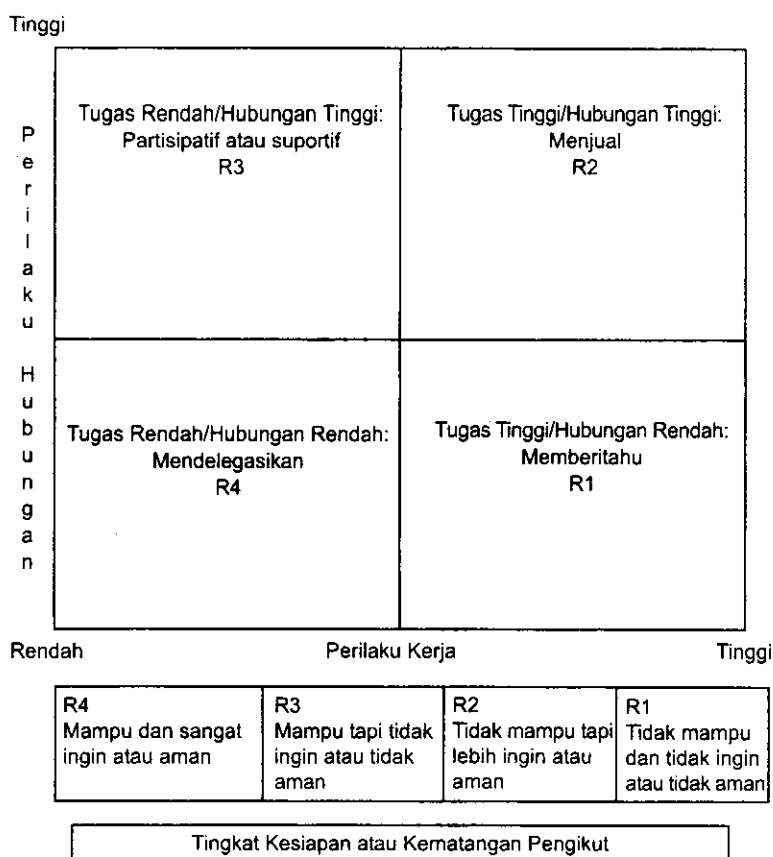 Tinggi
Tugas Rendah/Hubungan Tinggi:
Partisipatif atau suportif
R3
Tugas Tinggi/Hubungan Tinggi:
Menjual
R2
Perilaku Hubungan
Tugas Rendah/Hubungan Rendah:
Mendelegasikan
R4
Tugas Tinggi/Hubungan Rendah:
Memberitahu
R1
Rendah
Perilaku Kerja
Tinggi
R4
Mampu dan sangat
ingin atau aman
R3
Mampu tapi tidak
ingin atau tidak
aman
R2
Tidak mampu tapi
lebih ingin atau
aman
R1
Tidak mampu
dan tidak ingin
atau tidak aman
Tingkat Kesiapan atau Kematangan Pengikut